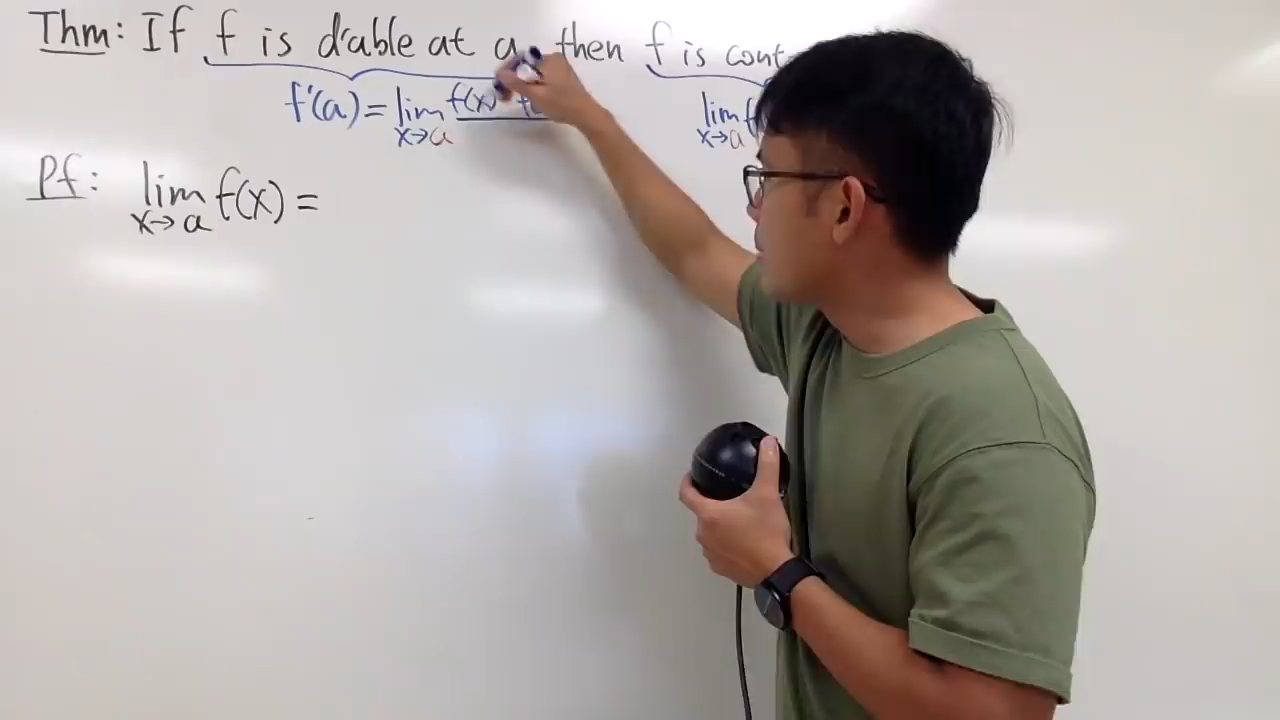 Thm: If f is d'able at a, then f is cont
f'(a) = lim f(x) lim
x→a x→a
Pf: lim f(x) =
x→a